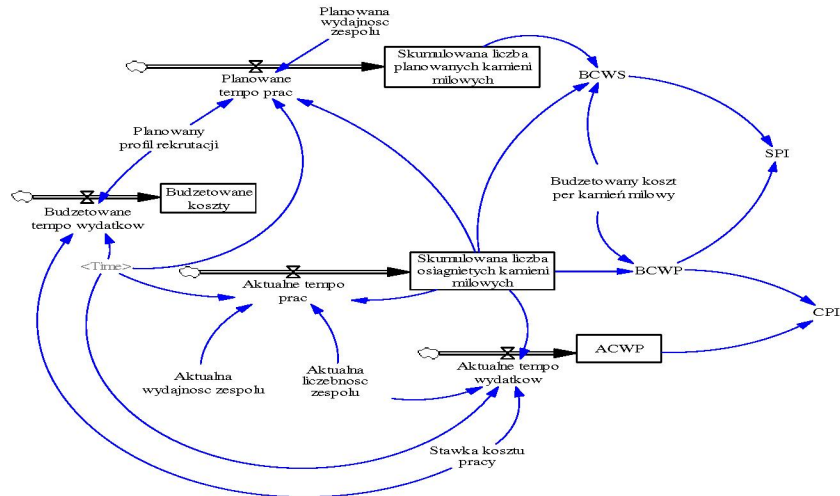 Planowana
wydajnosc
zespolu
Skumulowana liczba
planowanych kamieni
milowych
Planowane
tempo prac
BCWS
Planowany
profil rekrutacji
SPI
Budzetowane
koszty
Budzetowany koszt
per kamień milowy
Budzetowane
tempo wydatkow
<Time>
Skumulowana liczba
osiagnietych kamieni
milowych
BCWP
Aktualne tempo
prac
CPI
ACWP
Aktualna
wydajnosc zespolu
Aktualna
liczebnosc
zespolu
Aktualne tempo
wydatkow
Stawka kosztu
pracy